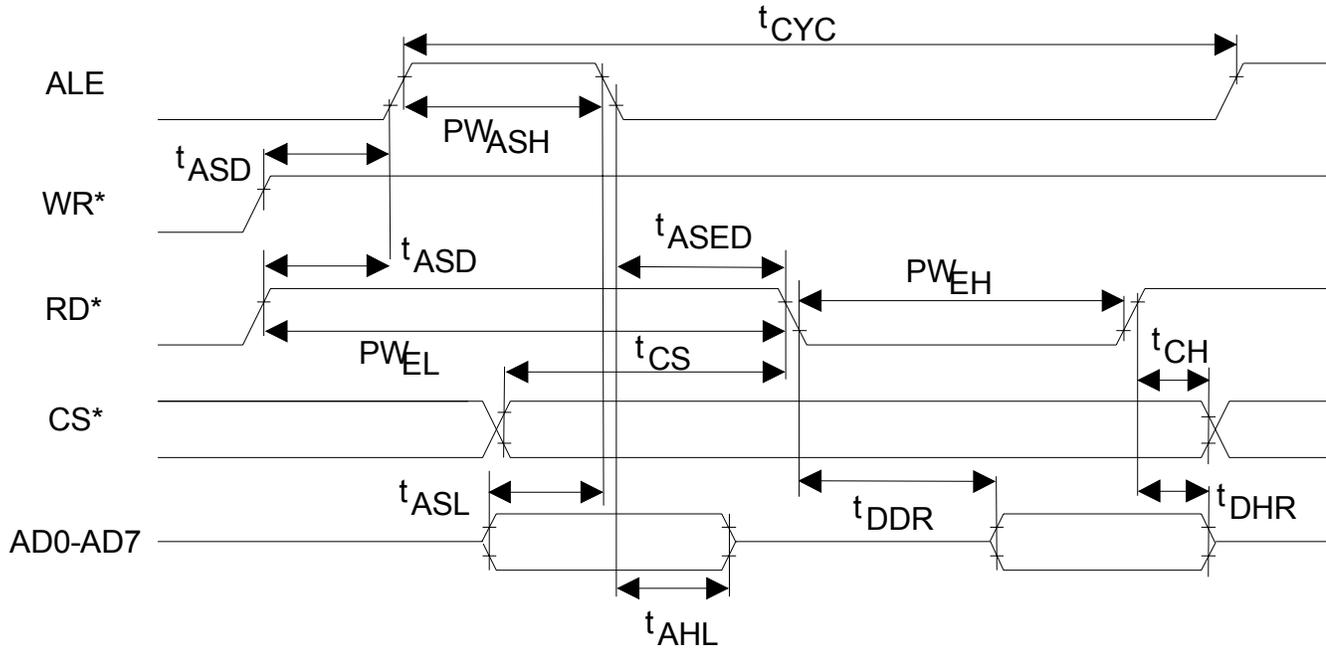 tCYC
ALE
PWASH
tASD
WR*
tASED
tASD
PWEH
RD*
tCH
PWEL
tCS
CS*
tASL
tDDR
tDHR
AD0-AD7
tAHL